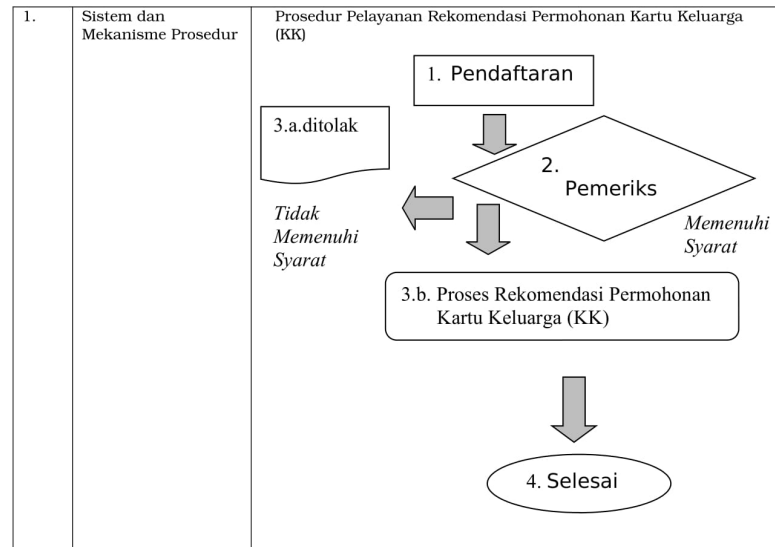 1.
Sistem dan
Mekanisme Prosedur
Prosedur Pelayanan Rekomendasi Permohonan Kartu Keluarga
(KK)
1. Pendaftaran
3.a.ditolak
2.
Pemeriks
Tidak
Memenuhi
Syarat
Memenuhi
Syarat
3.b. Proses Rekomendasi Permohonan
Kartu Keluarga (KK)
4. Selesai